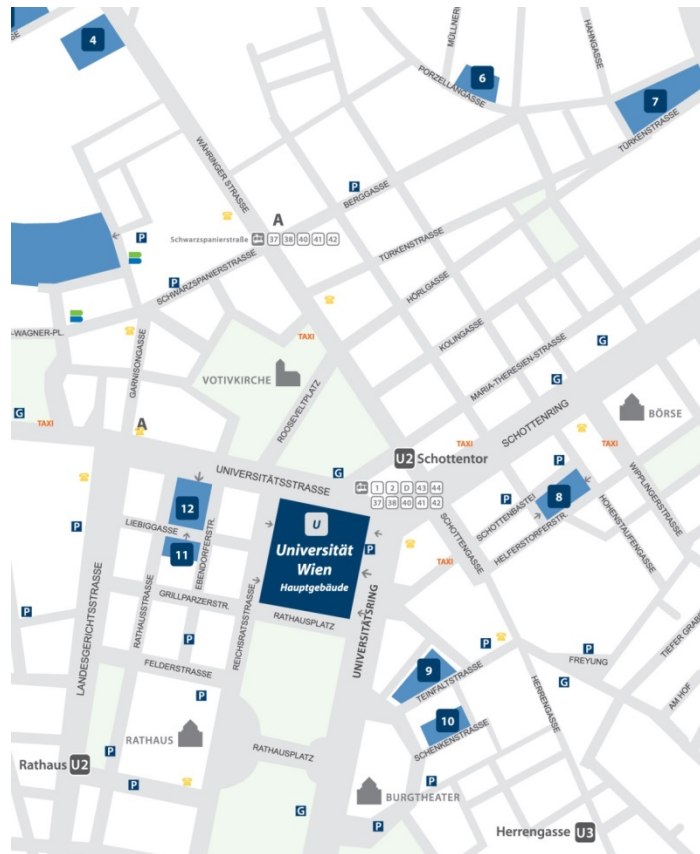 4
MÜLLNER
HAHNGASSE
6
PORZELLANGASSE
7
TÜRKENSTRASSE
WÄHRINGER STRASSE
P
BERGGASSE
A
Schwarzspanierstraße 37 38 40 41 42
P
TÜRKENSTRASSE
P
SCHWARZSPANIERSTRASSE
HÖRLGASSE
-WAGNER-PL.
GARNISONGASSE
TAXI
KOLINGASSE
G
VOTIVKIRCHE
MARIA-THERESIEN-STRASSE
G
ROOSEVELTPLATZ
G
TAXI
A
SCHOTTENRING
BÖRSE
U2 Schottentor
TAXI
TAXI
UNIVERSITÄTSSTRASSE
G
P
WIPPLINGERSTRASSE
1 2 D 43 44
37 38 40 41 42
12
P
8
P
LIEBIGGASSE
U
SCHOTTENBASTEI
HOHENSTAUFENGASSE
11
EBENDORFERSTR.
Universität
Wien
Hauptgebäude
P
SCHOTTENGASSE
HELFERSTORFERSTR.
TAXI
LANDESGERICHTSSTRASSE
GRILLPARZERSTR.
P
RATHAUSSTRASSE
REICHSRATSSTRASSE
RATHAUSPLATZ
UNIVERSITÄTSRING
P
P
P
TIEFER GRABE
FELDERSTRASSE
9
TEINFALTSTRASSE
FREYUNG
G
P
AM HOF
HERRENGASSE
10
SCHENKENSTRASSE
RATHAUS
RATHAUSPLATZ
P
Rathaus U2
P
P
BURGTHEATER
P
G
P
Herrengasse U3